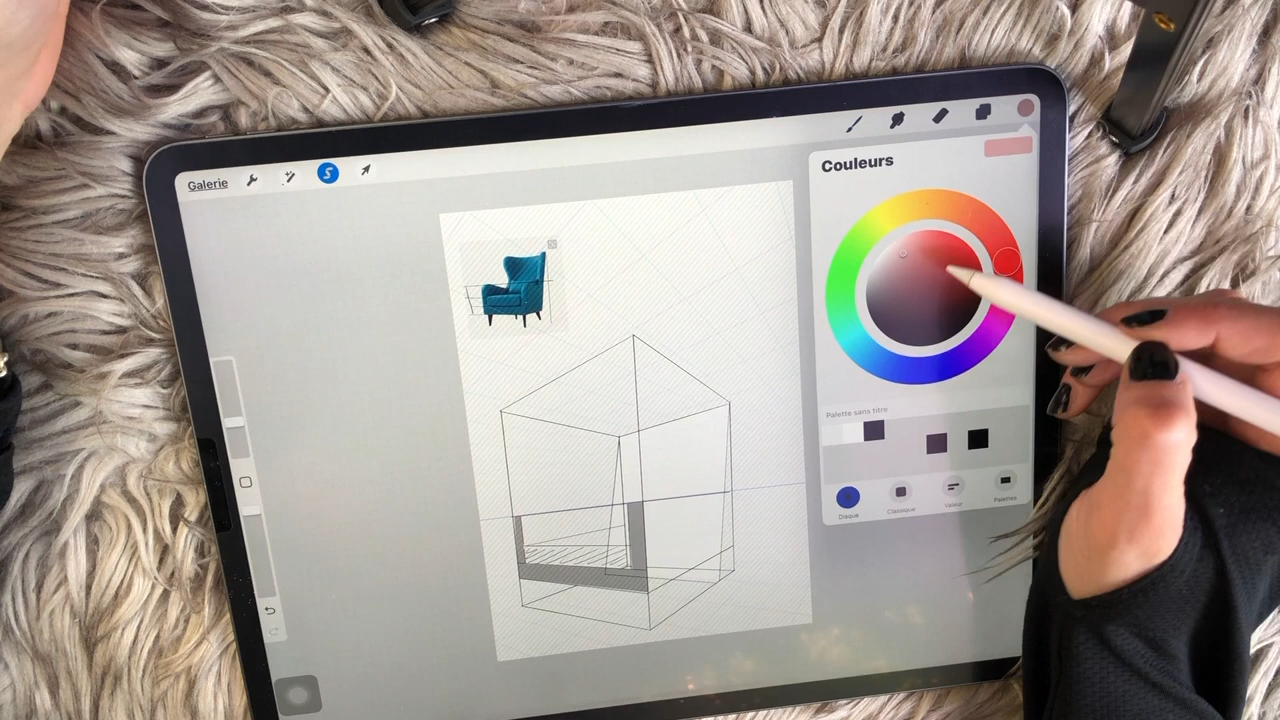 Galerie
Couleurs
Palette sans titre
Disque
Classique
Valeur
Palettes